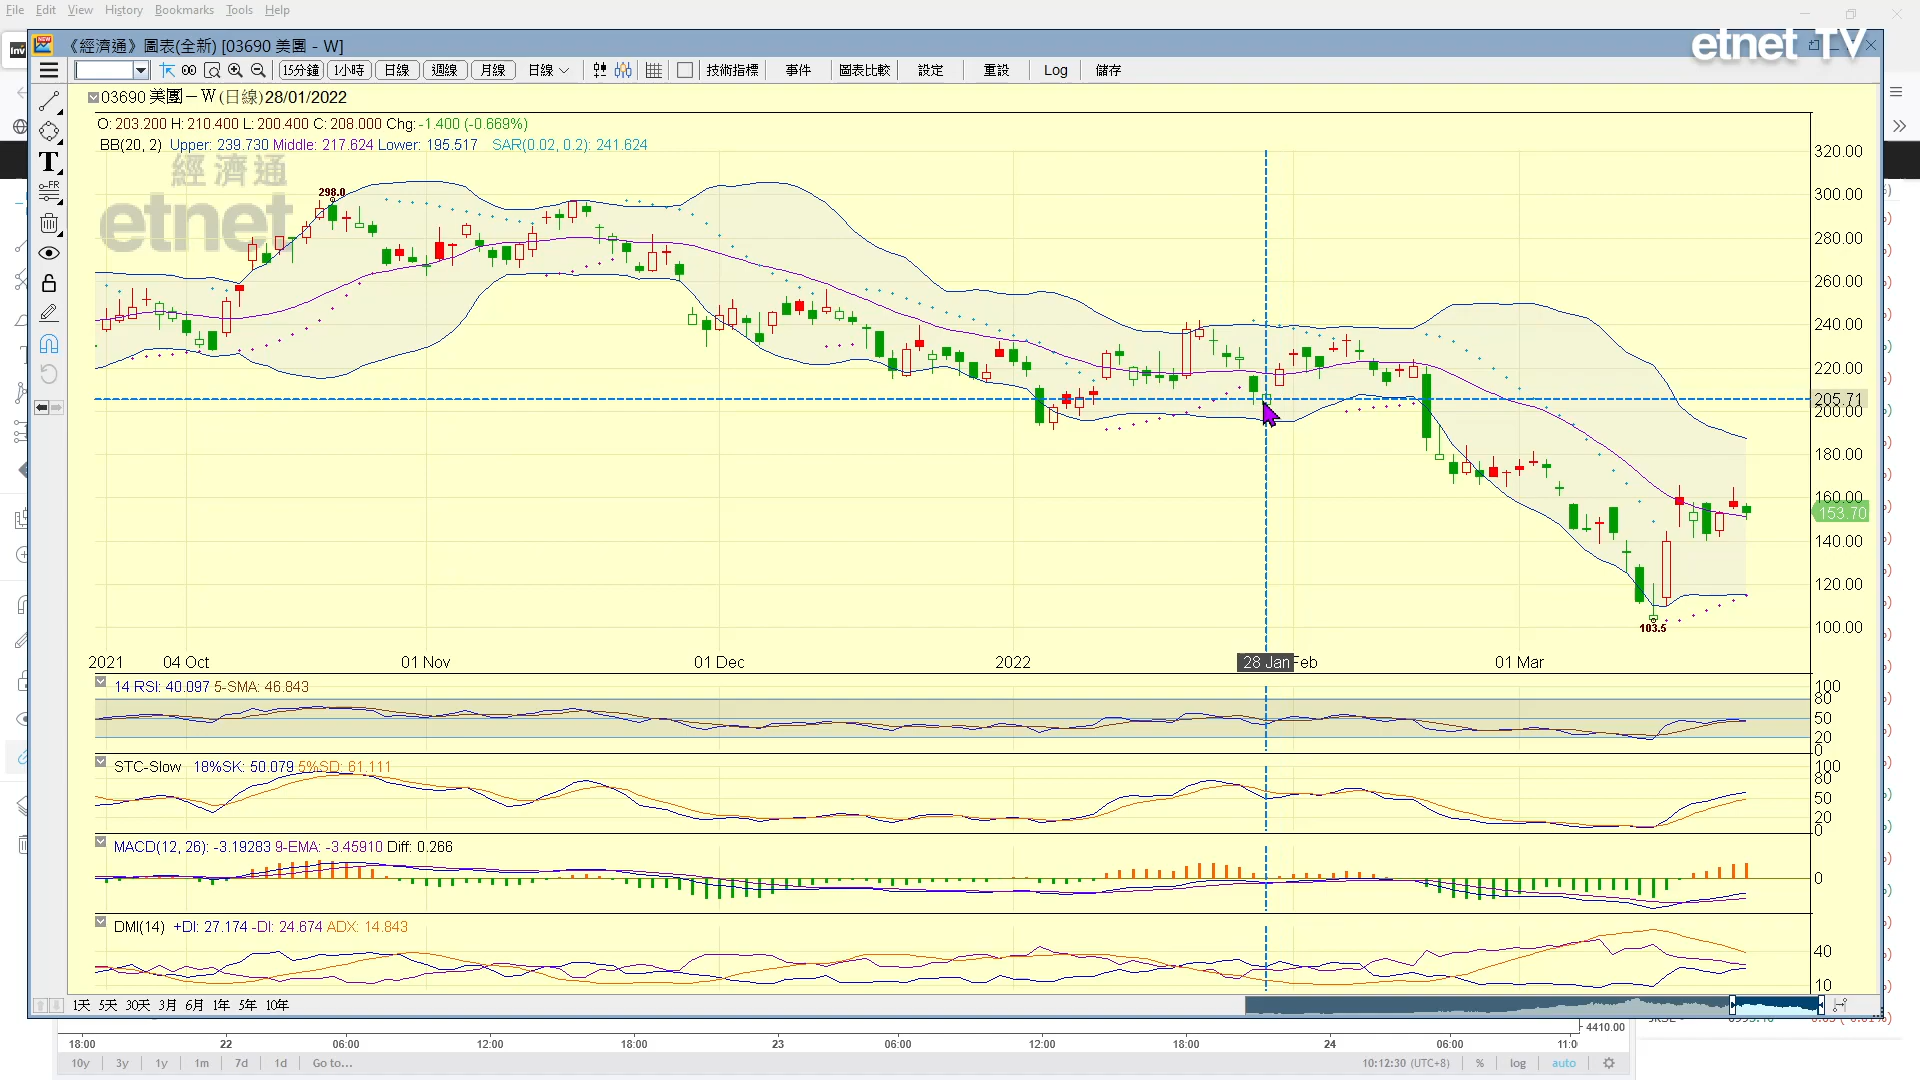 File Edit View History Bookmarks Tools Help
etnet TV
《經濟通》圖表(全新) [03690 美團 - W]
15分鐘 1小時 日線 週線 月線 日線 技術指標 事件 圖表比較 設定 重設 Log 儲存
03690 美團－W (日線) 28/01/2022
O: 203.200 H: 210.400 L: 200.400 C: 208.000 Chg: -1.400 (-0.669%)
BB(20, 2) Upper: 239.730 Middle: 217.624 Lower: 195.517 SAR(0.02, 0.2): 241.624
經濟通
etnet
T
FR
298.0
103.5
320.00
300.00
280.00
260.00
240.00
220.00
205.71
200.00
180.00
160.00
153.70
140.00
120.00
100.00
2021 04 Oct 01 Nov 01 Dec 2022 28 Jan Feb 01 Mar
14 RSI: 40.097 5-SMA: 46.843
100
80
50
20
0
STC-Slow 18%SK: 50.079 5%SD: 61.111
100
80
50
20
0
MACD(12, 26): -3.19283 9-EMA: -3.45910 Diff: 0.266
0
DMI(14) +DI: 27.174 -DI: 24.674 ADX: 14.843
40
10
1天 5天 30天 3月 6月 1年 5年 10年
4410.00
18:00 22 06:00 12:00 18:00 23 06:00 12:00 18:00 24 06:00 11:0
10y 3y 1y 1m 7d 1d Go to... 10:12:30 (UTC+8) % log auto